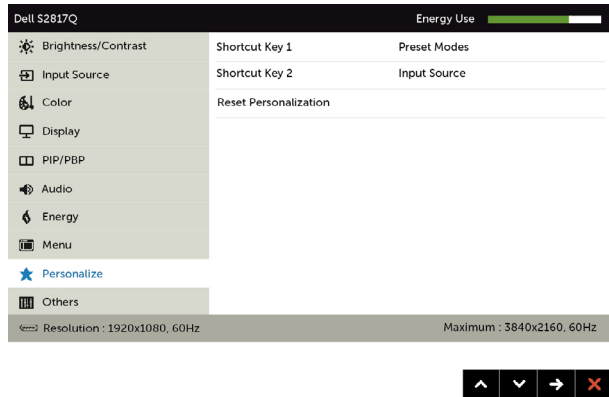 Dell S2817Q Energy Use
Brightness/Contrast Shortcut Key 1 Preset Modes
Input Source Shortcut Key 2 Input Source
Color Reset Personalization
Display
PIP/PBP
Audio
Energy
Menu
Personalize
Others
Resolution : 1920x1080, 60Hz Maximum : 3840x2160, 60Hz